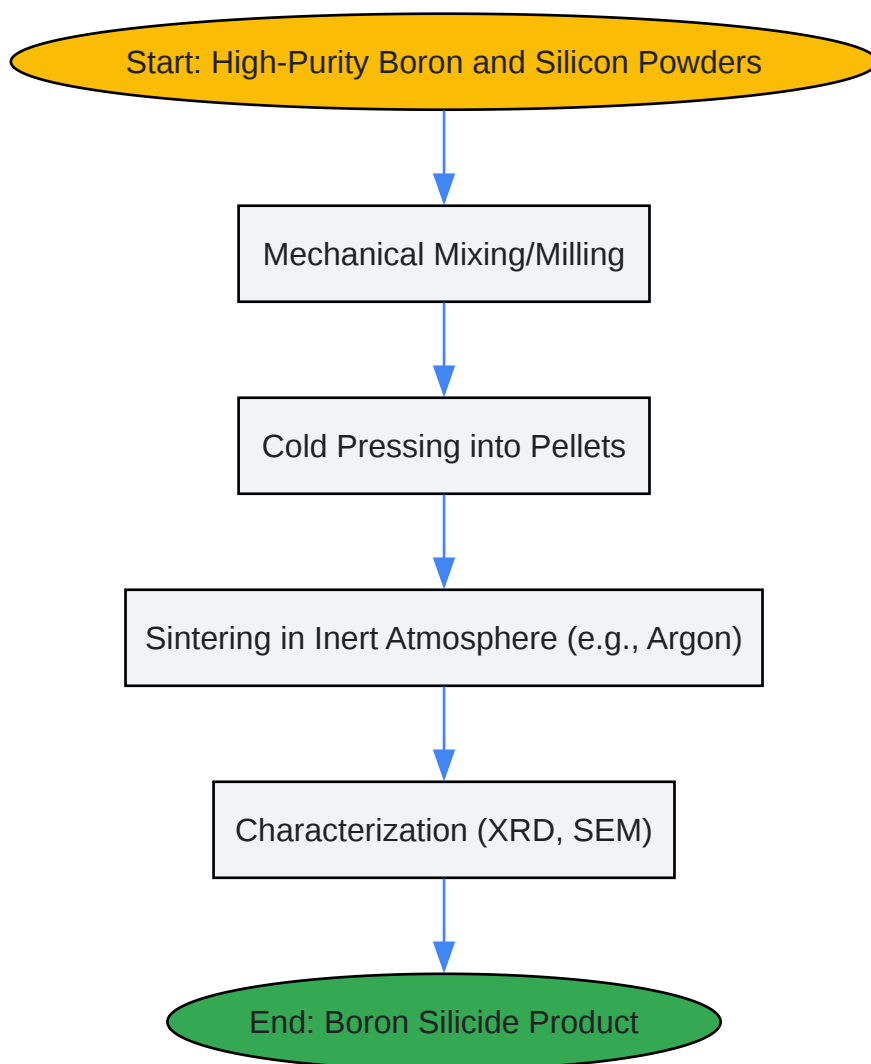 Start: High-Purity Boron and Silicon Powders
Mechanical Mixing/Milling
Cold Pressing into Pellets
Sintering in Inert Atmosphere (e.g., Argon)
Characterization (XRD, SEM)
End: Boron Silicide Product